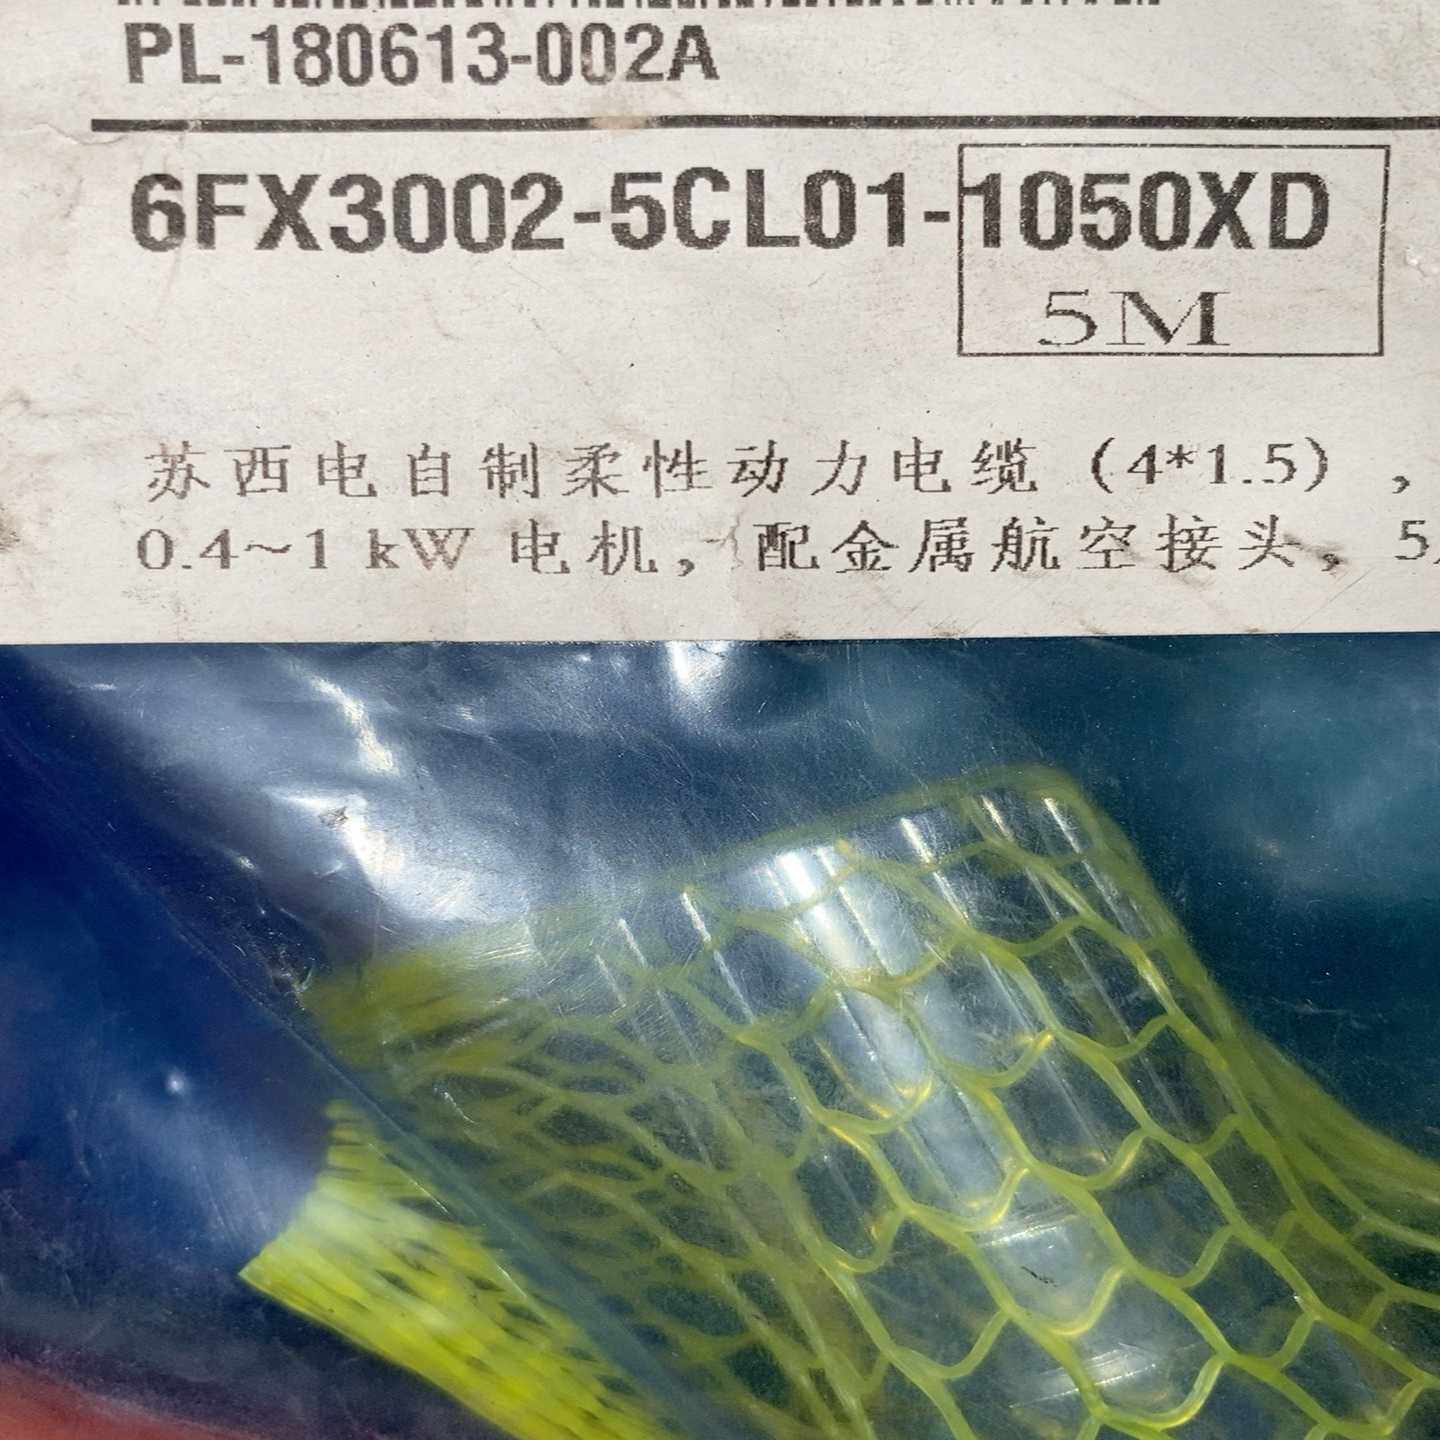 PL-180613-002A
6FX3002-5CL01-1050XD
5M
苏西电自制柔性动力电缆 (4*1.5) ,
0.4~1 kW 电机, 配金属航空接头, 5